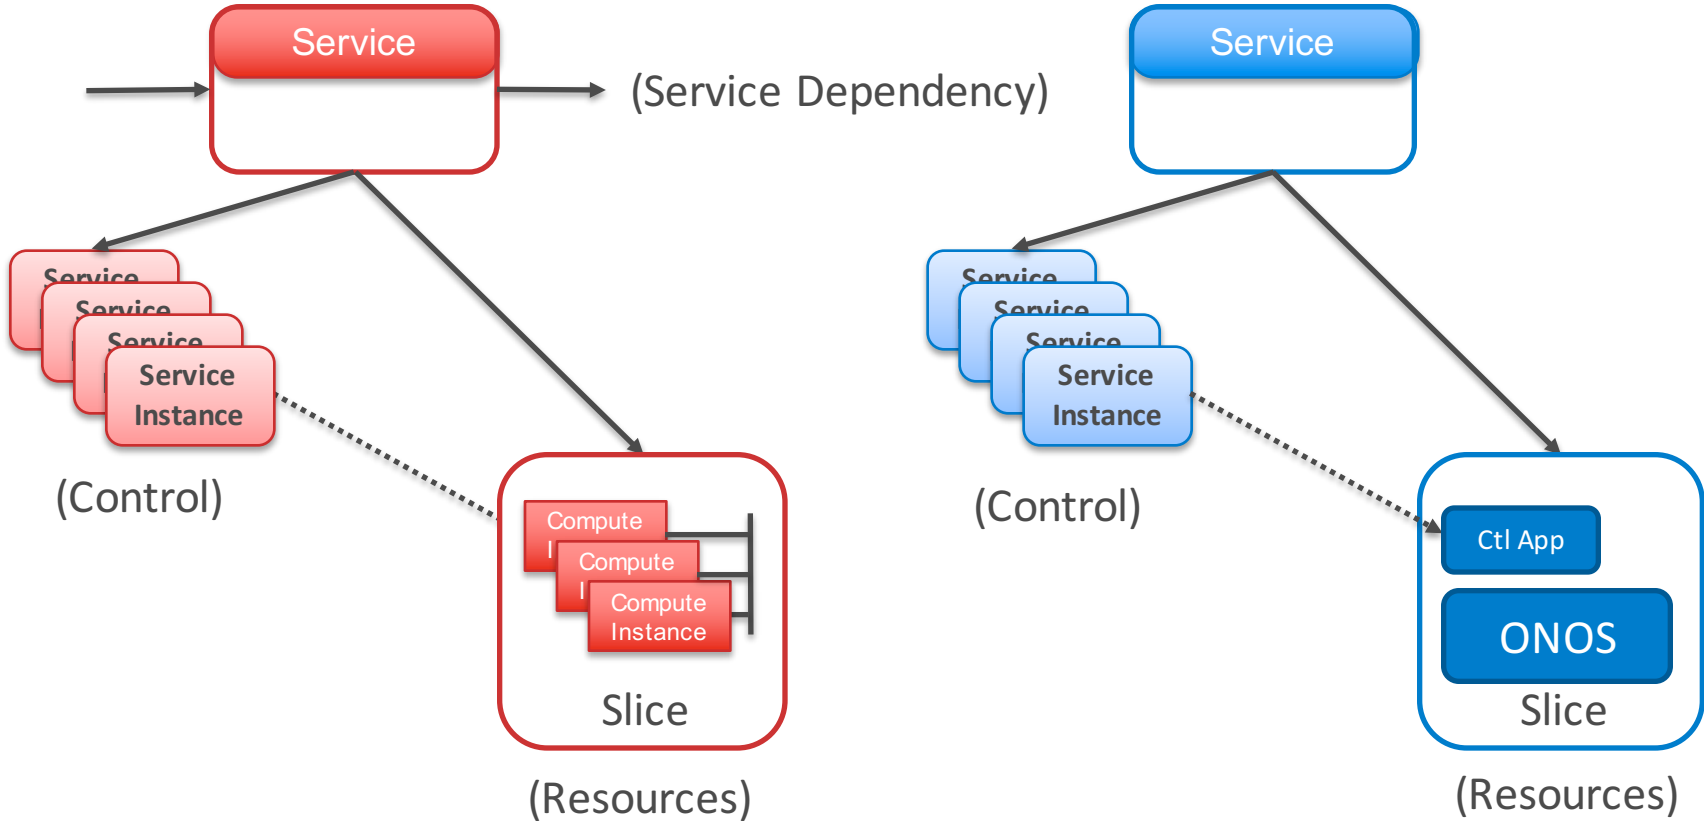 Service
(Service Dependency)
Service
Service
Service
Service
Service
Instance
(Control)
Compute
Compute
Compute
Instance
Slice
(Resources)
Service
Service
Service
Service
Instance
(Control)
Ctl App
ONOS
Slice
(Resources)